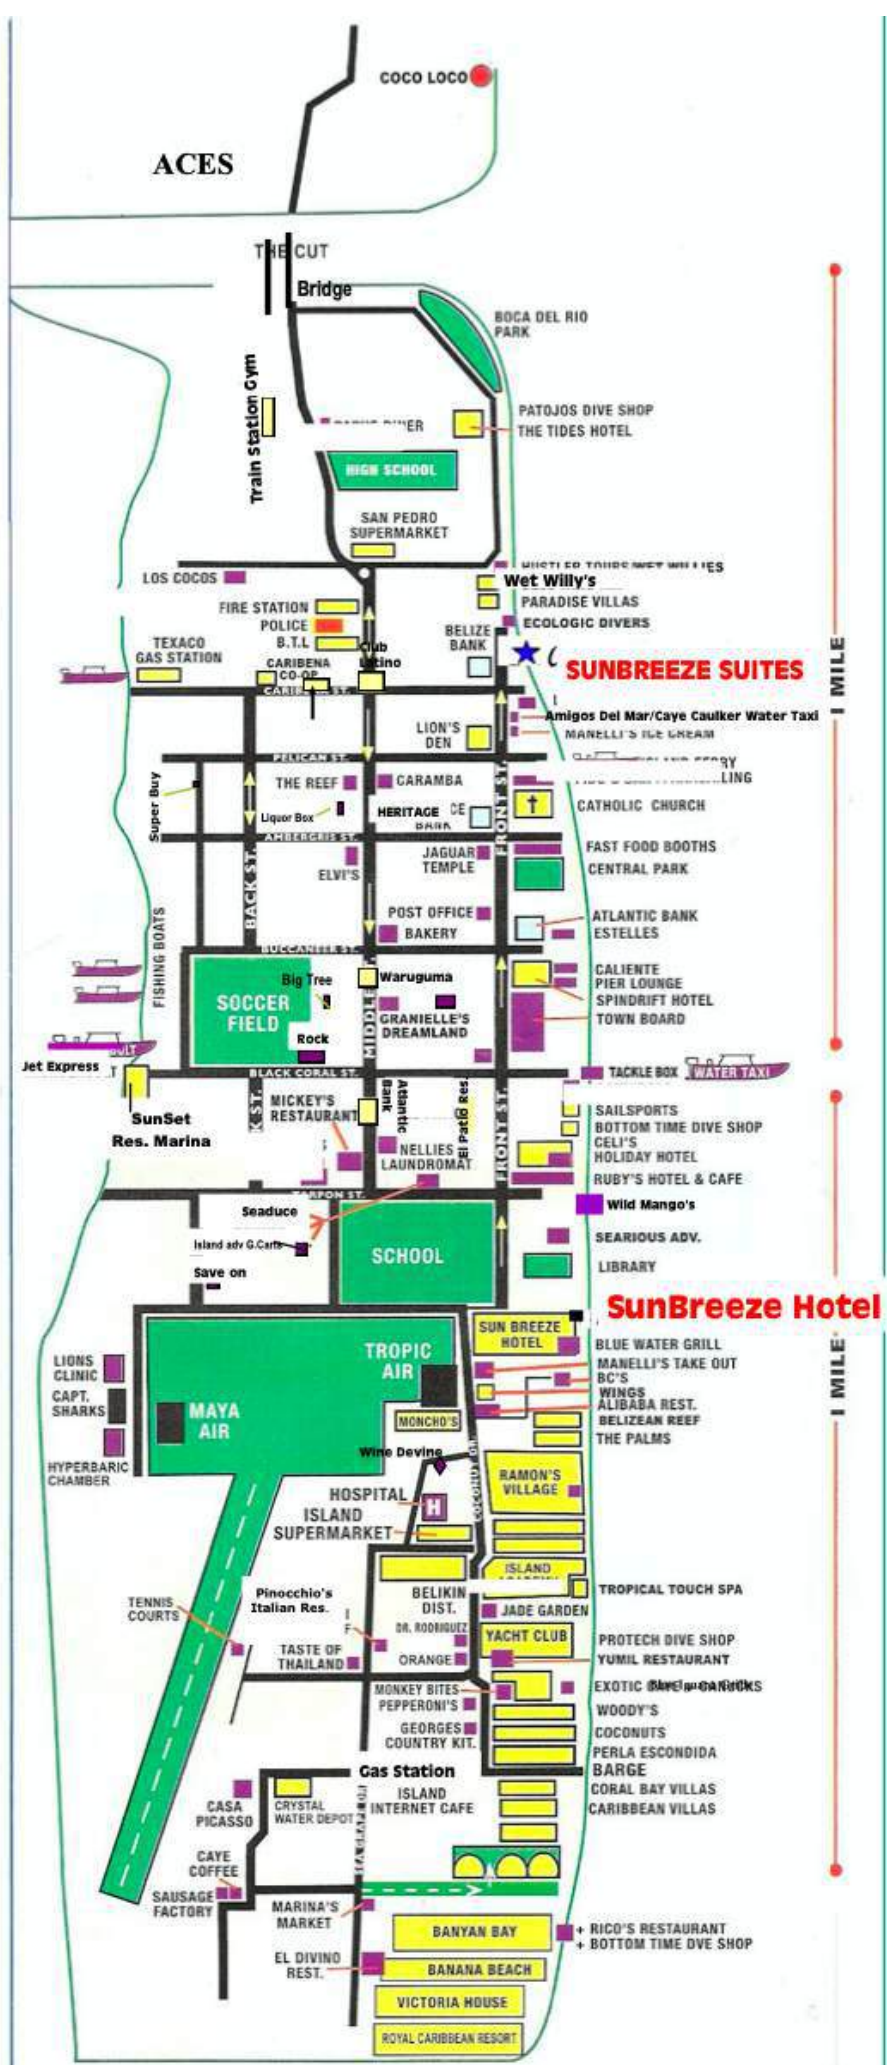 COCO LOCO
ACES
THE CUT
Bridge
BOCA DEL RIO
PARK
Train Station Gym
PATOJOS DIVE SHOP
THE TIDES HOTEL
HIGH SCHOOL
SAN PEDRO
SUPERMARKET
LOS COCOS
Wet Willy's
FIRE STATION
PARADISE VILLAS
POLICE
ECOLOGIC DIVERS
B.T.L
BELIZE
BANK
TEXACO
GAS STATION
Club
Latino
CARIBENA
CO-OP
SUNBREEZE SUITES
1 MILE
Amigos Del Mar/Caye Caulker Water Taxi
LION'S
DEN
MANELLI'S ICE CREAM
PELICAN ST.
Super Buy
THE REEF
CARAMBA
FRONT ST.
Liquor Box
HERITAGE
BANK
CATHOLIC CHURCH
AMBERGRIS ST.
ELVI'S
JAGUAR
TEMPLE
FAST FOOD BOOTHS
CENTRAL PARK
BACK ST.
POST OFFICE
BAKERY
ATLANTIC BANK
ESTELLES
FISHING BOATS
BUCCANEER ST.
Big Tree
Waruguma
CALIENTE
PIER LOUNGE
SPINDRIFT HOTEL
TOWN BOARD
SOCCER
FIELD
MIDDLE
GRANIELLE'S
DREAMLAND
Rock
Jet Express
BLACK CORAL ST.
TACKLE BOX
WATER TAXI
SunSet
Res. Marina
K ST.
MICKEY'S
RESTAURANT
Atlantic
Bank
El Patio Res.
FRONT ST.
SAILSPORTS
BOTTOM TIME DIVE SHOP
CELI'S
HOLIDAY HOTEL
NELLIES
LAUNDROMAT
RUBY'S HOTEL & CAFE
TARPON ST.
Seaduce
Wild Mango's
Island adv G.Carts
SEARIOUS ADV.
SCHOOL
LIBRARY
Save on
SunBreeze Hotel
SUN BREEZE
HOTEL
BLUE WATER GRILL
TROPIC
AIR
MANELLI'S TAKE OUT
BC'S
WINGS
ALIBABA REST.
BELIZEAN REEF
THE PALMS
1 MILE
LIONS
CLINIC
CAPT.
SHARKS
MAYA
AIR
MONCHO'S
HYPERBARIC
CHAMBER
Wine Devine
COCONUT DR.
RAMON'S
VILLAGE
HOSPITAL
H
ISLAND
SUPERMARKET
ISLAND
TROPICAL TOUCH SPA
BELIKIN
DIST.
Pinocchio's
Italian Res.
TENNIS
COURTS
JADE GARDEN
DR. RODRIGUEZ
YACHT CLUB
PROTECH DIVE SHOP
YUMIL RESTAURANT
TASTE OF
THAILAND
ORANGE
MONKEY BITES
PEPPERONI'S
EXOTIC
WOODY'S
GEORGES
COUNTRY KIT.
COCONUTS
PERLA ESCONDIDA
BARGE
Gas Station
CASA
PICASSO
CRYSTAL
WATER DEPOT
ISLAND
INTERNET CAFE
CORAL BAY VILLAS
CARIBBEAN VILLAS
SEA GRAPE DR.
CAYE
COFFEE
SAUSAGE
FACTORY
MARINA'S
MARKET
BANYAN BAY
+ RICO'S RESTAURANT
+ BOTTOM TIME DVE SHOP
EL DIVINO
REST.
BANANA BEACH
VICTORIA HOUSE
ROYAL CARIBBEAN RESORT